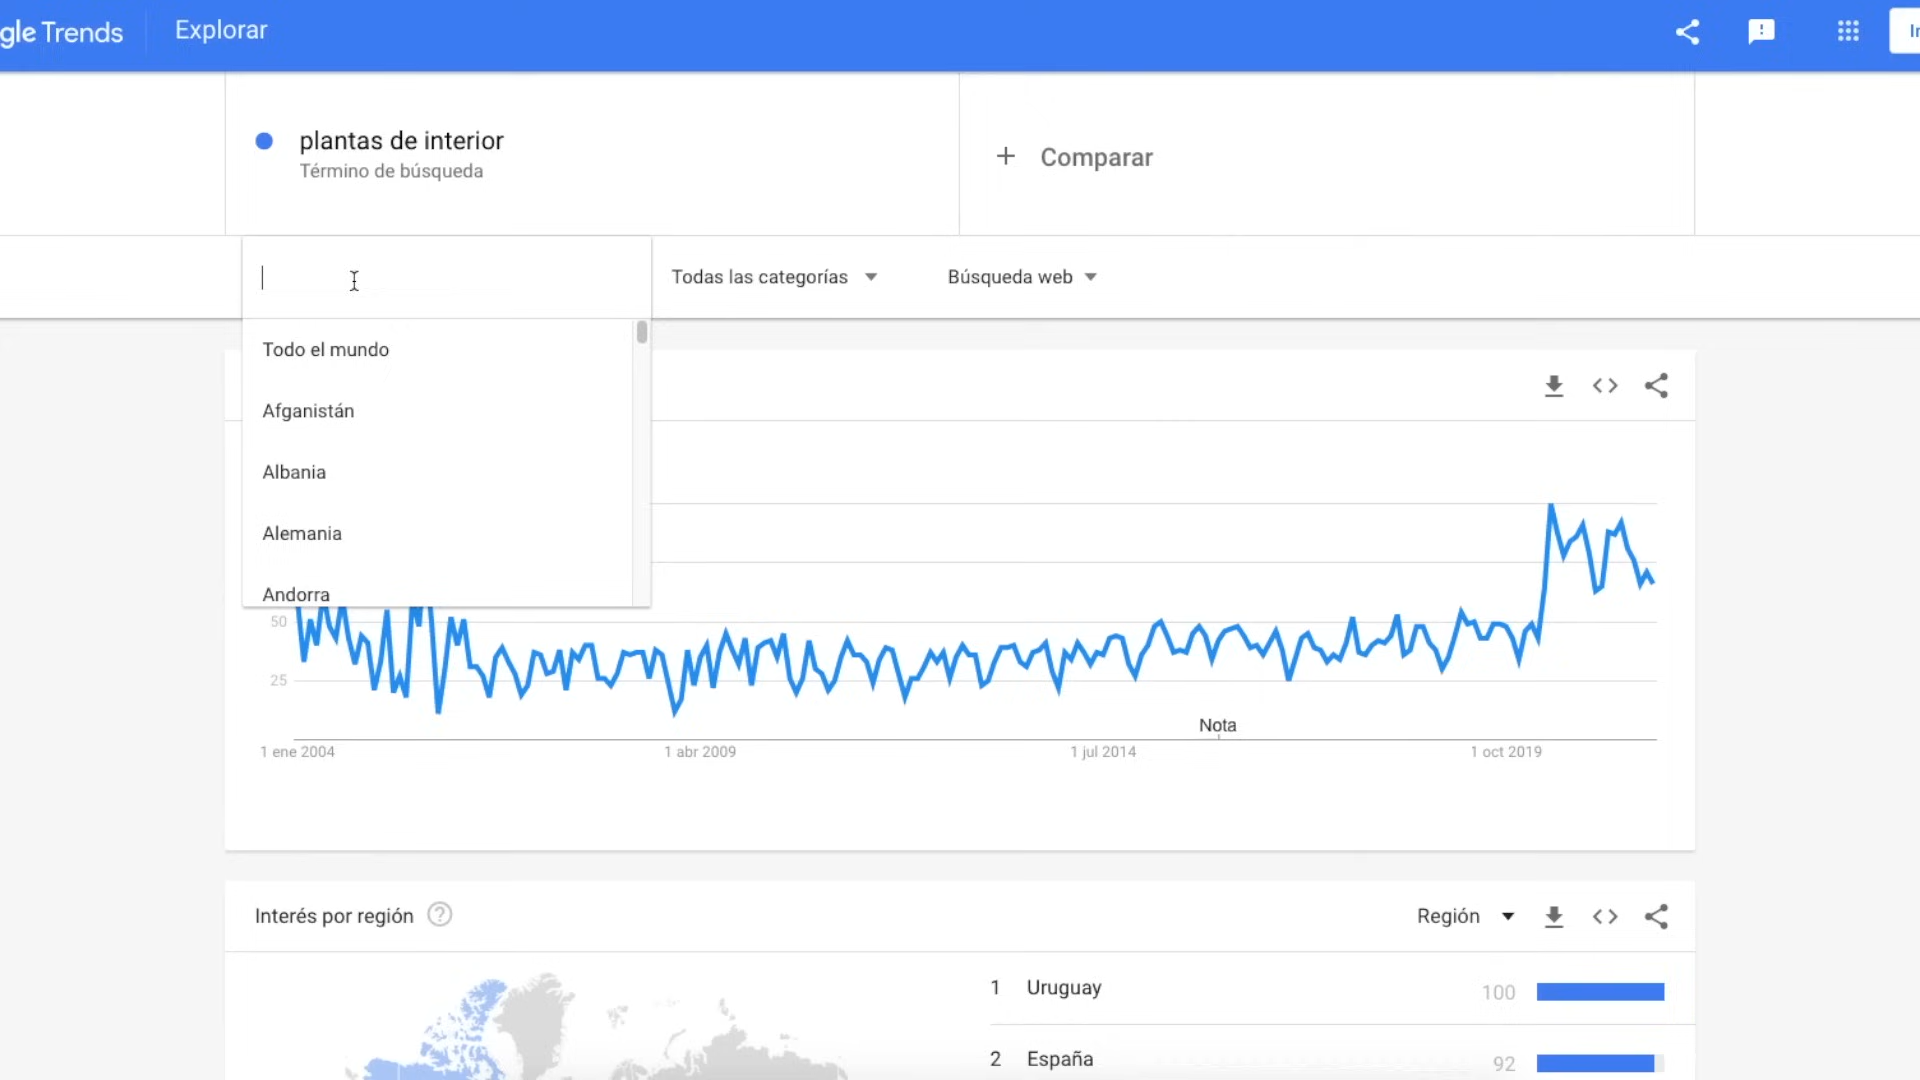 gle Trends
Explorar
plantas de interior
Término de búsqueda
+ Comparar
Todas las categorías
Búsqueda web
Todo el mundo
Afganistán
Albania
Alemania
Andorra
50
25
Nota
1 ene 2004
1 abr 2009
1 jul 2014
1 oct 2019
Interés por región
Región
1 Uruguay 100
2 España 92